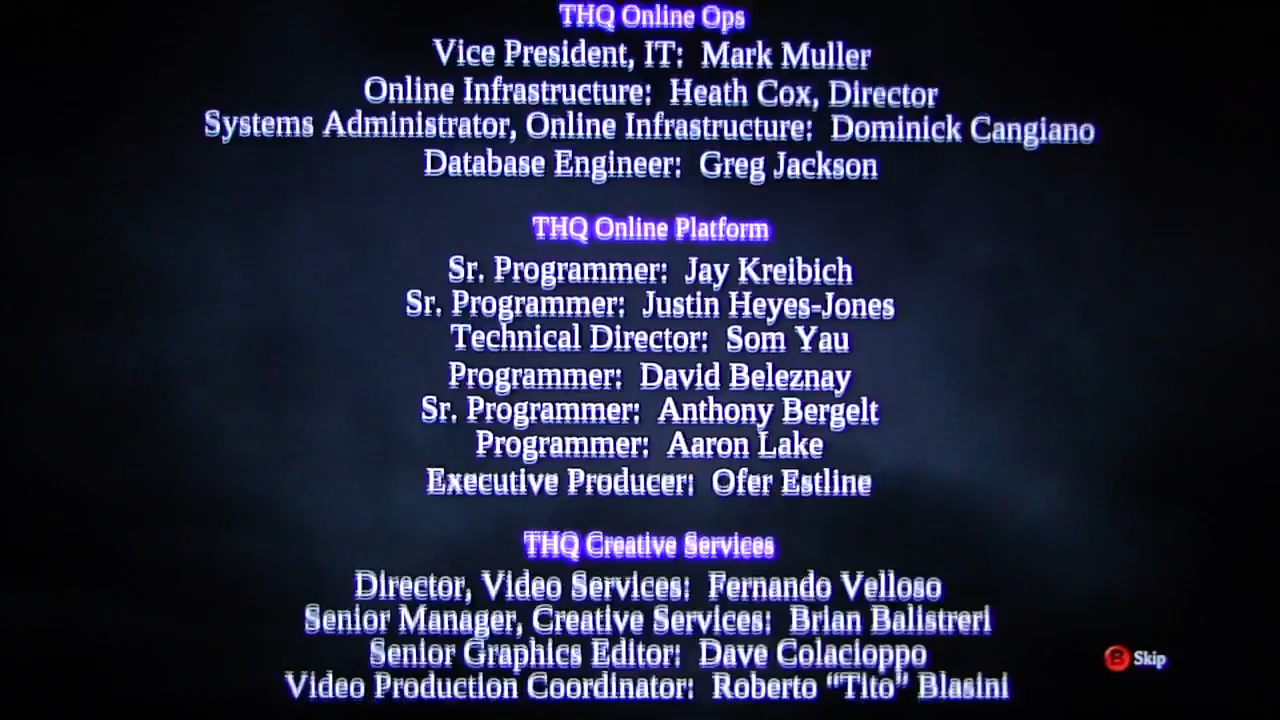 THQ Online Ops
Vice President, IT: Mark Muller
Online Infrastructure: Heath Cox, Director
Systems Administrator, Online Infrastructure: Dominick Cangiano
Database Engineer: Greg Jackson
THQ Online Platform
Sr. Programmer: Jay Kreibich
Sr. Programmer: Justin Heyes-Jones
Technical Director: Som Yau
Programmer: David Beleznay
Sr. Programmer: Anthony Bergelt
Programmer: Aaron Lake
Executive Producer: Ofer Estline
THQ Creative Services
Director, Video Services: Fernando Velloso
Senior Manager, Creative Services: Brian Balistreri
Senior Graphics Editor: Dave Colacioppo
B Skip
Video Production Coordinator: Roberto “Tito” Blasini